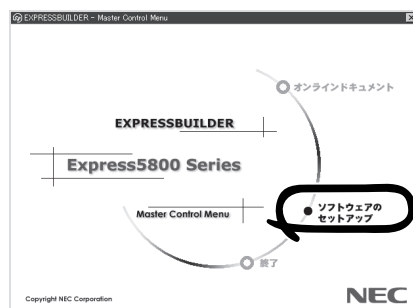 EXPRESSBUILDER - Master Control Menu
オンラインドキュメント
EXPRESSBUILDER
Express5800 Series
ソフトウェアの
セットアップ
Master Control Menu
終了
Copyright NEC Corporation
NEC